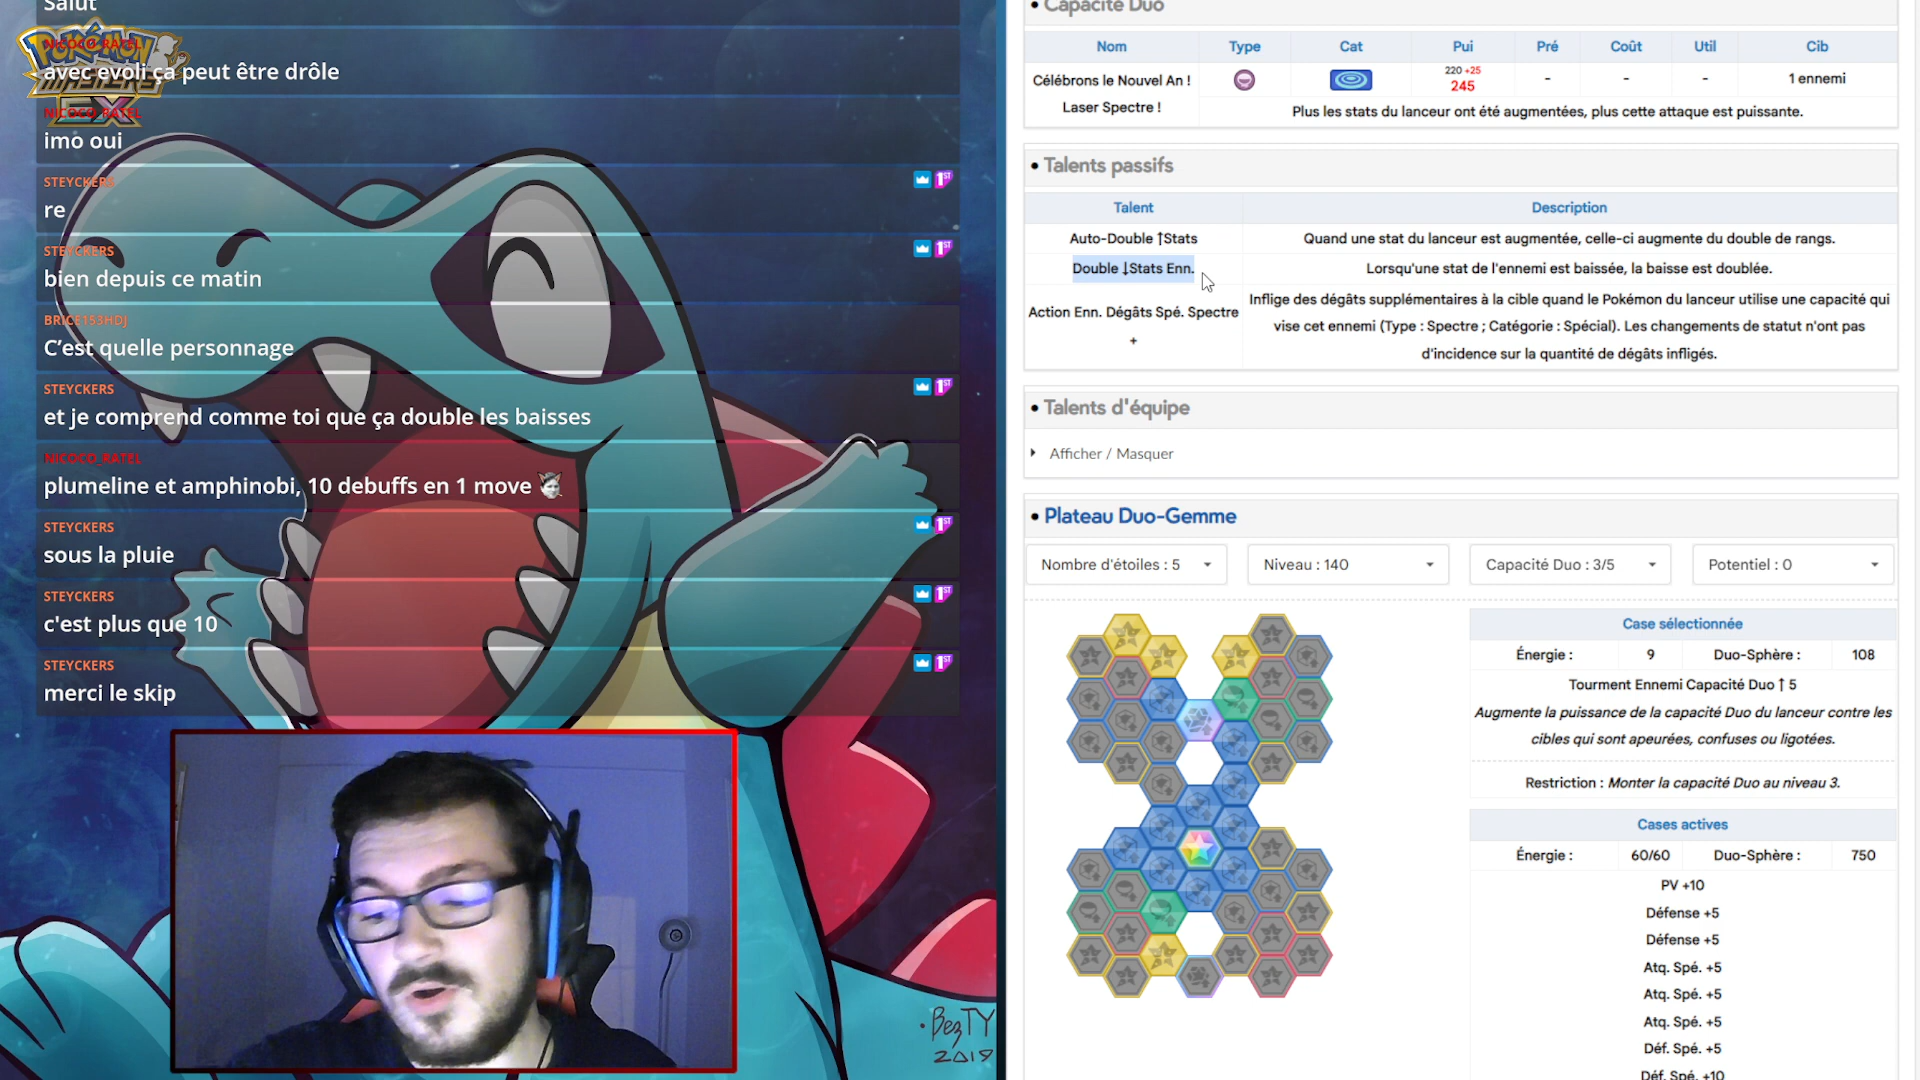 Salut
NICOCO_RATEL
avec evoli ça peut être drôle
POKÉMON
MASTERS
EX
NICOCO_RATEL
imo oui
STEYCKERS
1ST
re
STEYCKERS
1ST
bien depuis ce matin
BRICE153HDJ
C’est quelle personnage
STEYCKERS
1ST
et je comprend comme toi que ça double les baisses
NICOCO_RATEL
plumeline et amphinobi, 10 debuffs en 1 move
STEYCKERS
1ST
sous la pluie
STEYCKERS
1ST
c'est plus que 10
STEYCKERS
1ST
merci le skip
BezTY
2019
• Capacité Duo
Nom Type Cat Pui Pré Coût Util Cib
Célébrons le Nouvel An !
Laser Spectre !
220 +25
245
- - - 1 ennemi
Plus les stats du lanceur ont été augmentées, plus cette attaque est puissante.
• Talents passifs
Talent Description
Auto-Double ↑Stats Quand une stat du lanceur est augmentée, celle-ci augmente du double de rangs.
Double ↓Stats Enn. Lorsqu'une stat de l'ennemi est baissée, la baisse est doublée.
Action Enn. Dégâts Spé. Spectre
+
Inflige des dégâts supplémentaires à la cible quand le Pokémon du lanceur utilise une capacité qui
vise cet ennemi (Type : Spectre ; Catégorie : Spécial). Les changements de statut n'ont pas
d'incidence sur la quantité de dégâts infligés.
• Talents d'équipe
Afficher / Masquer
• Plateau Duo-Gemme
Nombre d'étoiles : 5 Niveau : 140 Capacité Duo : 3/5 Potentiel : 0
Case sélectionnée
Énergie : 9 Duo-Sphère : 108
Tourment Ennemi Capacité Duo ↑ 5
Augmente la puissance de la capacité Duo du lanceur contre les
cibles qui sont apeurées, confuses ou ligotées.
Restriction : Monter la capacité Duo au niveau 3.
Cases actives
Énergie : 60/60 Duo-Sphère : 750
PV +10
Défense +5
Défense +5
Atq. Spé. +5
Atq. Spé. +5
Atq. Spé. +5
Déf. Spé. +5
Déf. Spé. +10